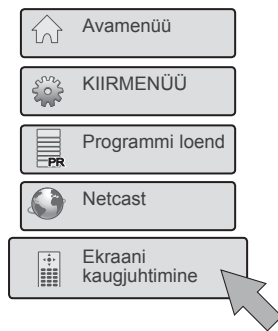 Avamenüü
KIIRMENÜÜ
Programmi loend
PR
Netcast
Ekraani
kaugjuhtimine